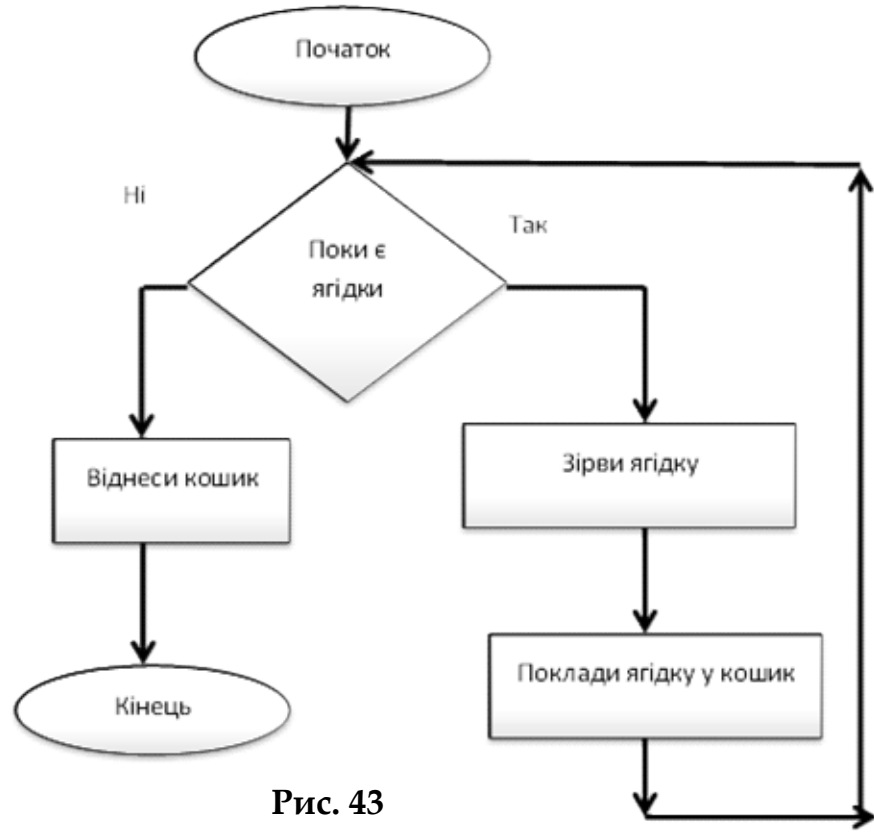 Початок
Ні
Так
Поки є
ягідки
Віднеси кошик
Зірви ягідку
Поклади ягідку у кошик
Кінець
Рис. 43